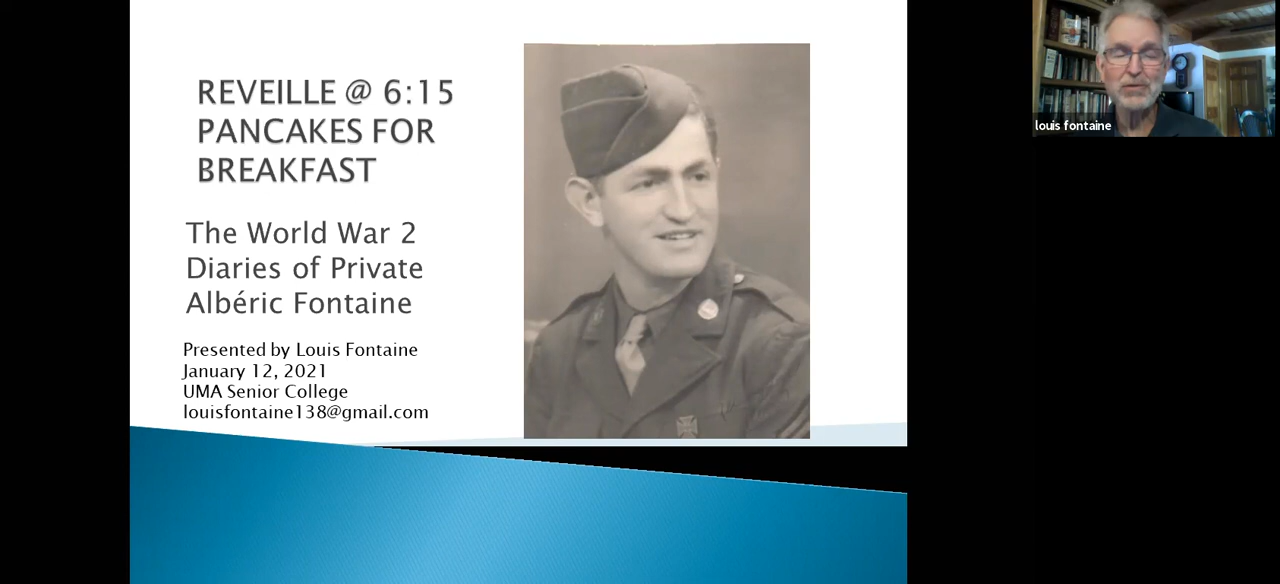 REVEILLE @ 6:15
PANCAKES FOR
BREAKFAST
The World War 2
Diaries of Private
Albéric Fontaine
Presented by Louis Fontaine
January 12, 2021
UMA Senior College
louisfontaine138@gmail.com
louis fontaine